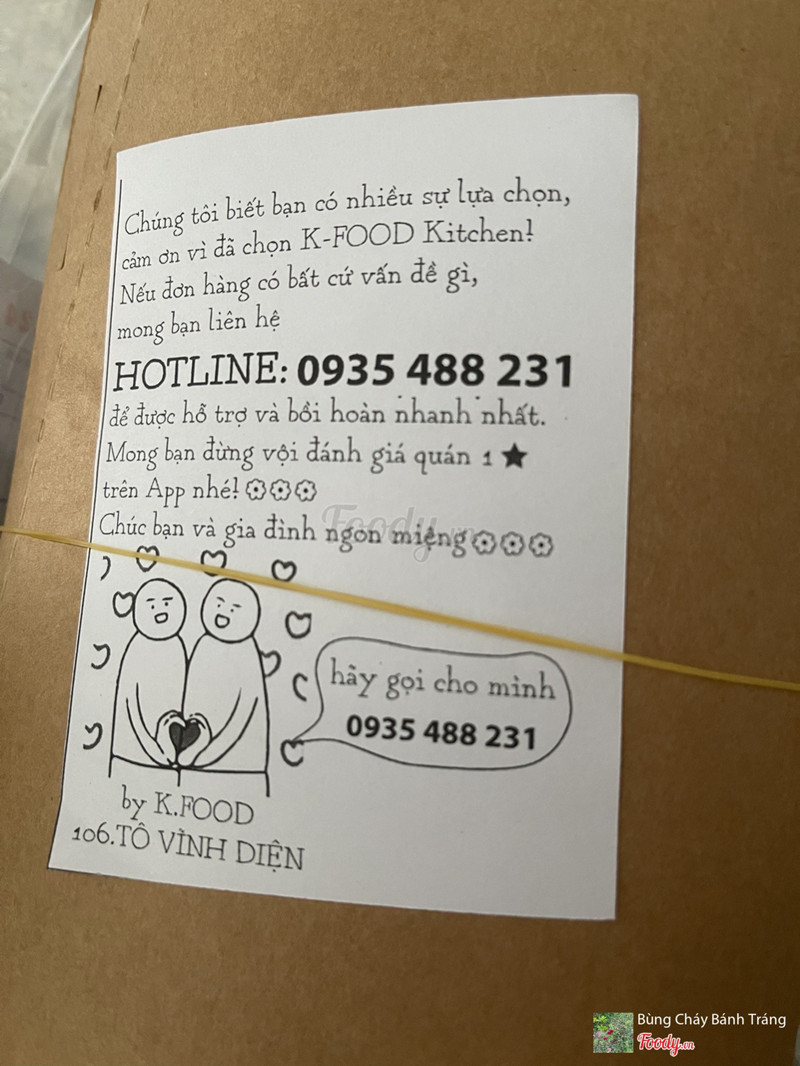 Chúng tôi biết bạn có nhiều sự lựa chọn,
cảm ơn vì đã chọn K-FOOD Kitchen!
Nếu đơn hàng có bất cứ vấn đề gì,
mong bạn liên hệ
HOTLINE: 0935 488 231
để được hỗ trợ và bồi hoàn nhanh nhất.
Mong bạn đừng vội đánh giá quán 1 ★
trên App nhé!
Chúc bạn và gia đình ngon miệng
Foody.vn
hãy gọi cho mình
0935 488 231
by K.FOOD
106.TÔ VĨNH DIỆN
Bùng Cháy Bánh Tráng
Foody.vn